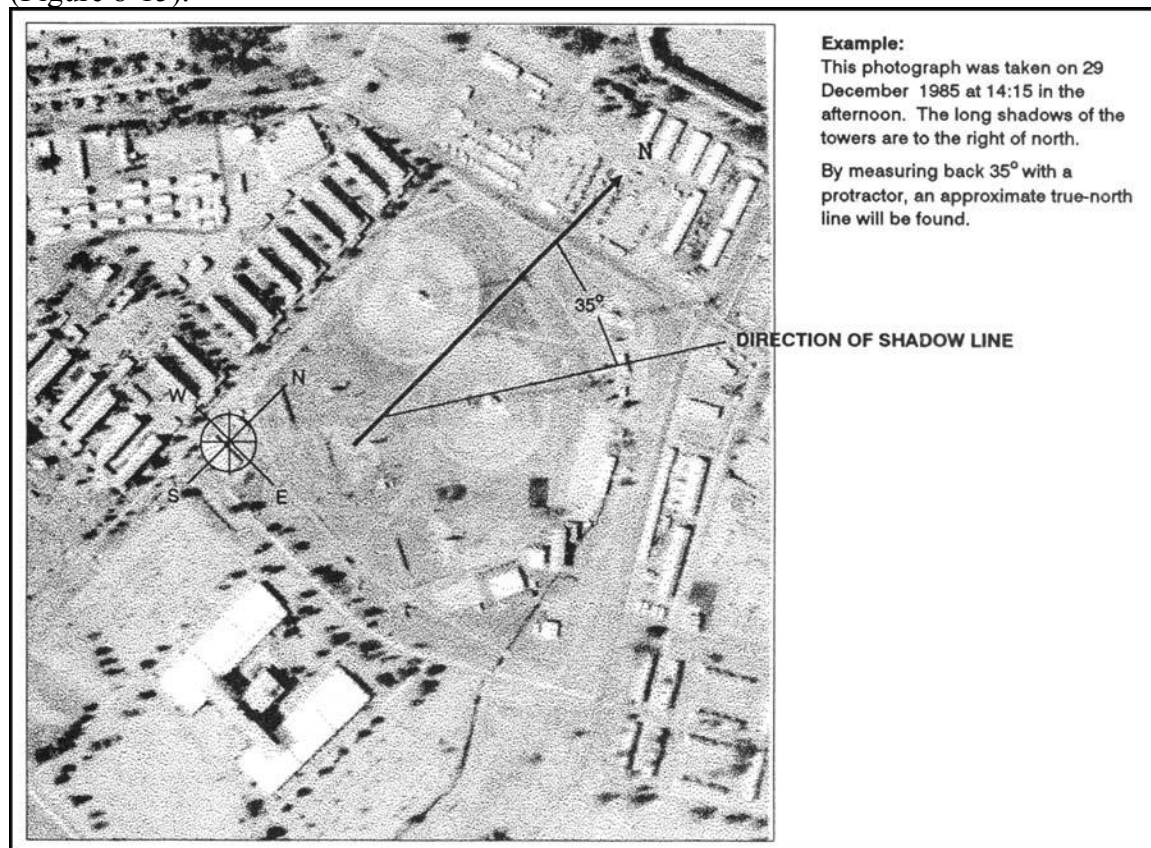 (Figure 8-15).
Example:
This photograph was taken on 29
December 1985 at 14:15 in the
afternoon. The long shadows of the
towers are to the right of north.
By measuring back 35° with a
protractor, an approximate true-north
line will be found.
N
35°
DIRECTION OF SHADOW LINE
W
N
S
E